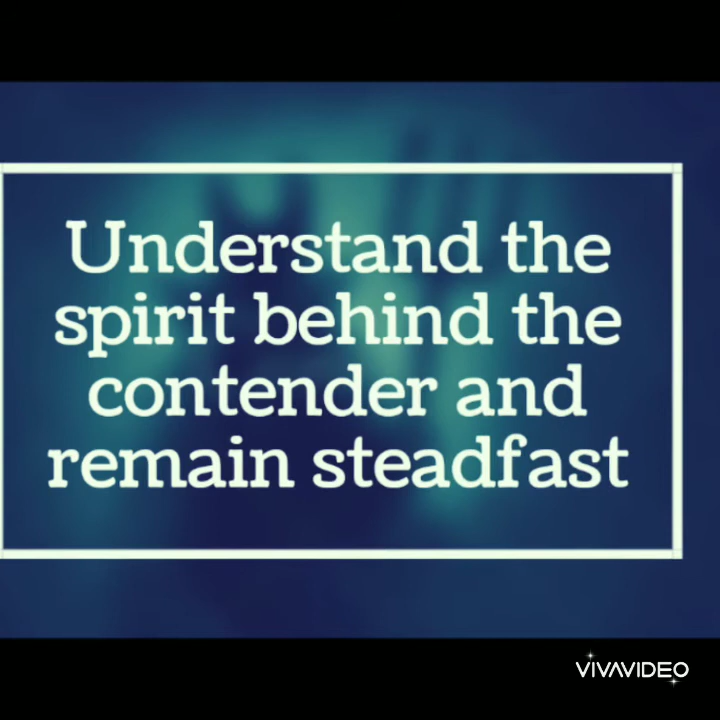 Understand the
spirit behind the
contender and
remain steadfast
VIVAVIDEO